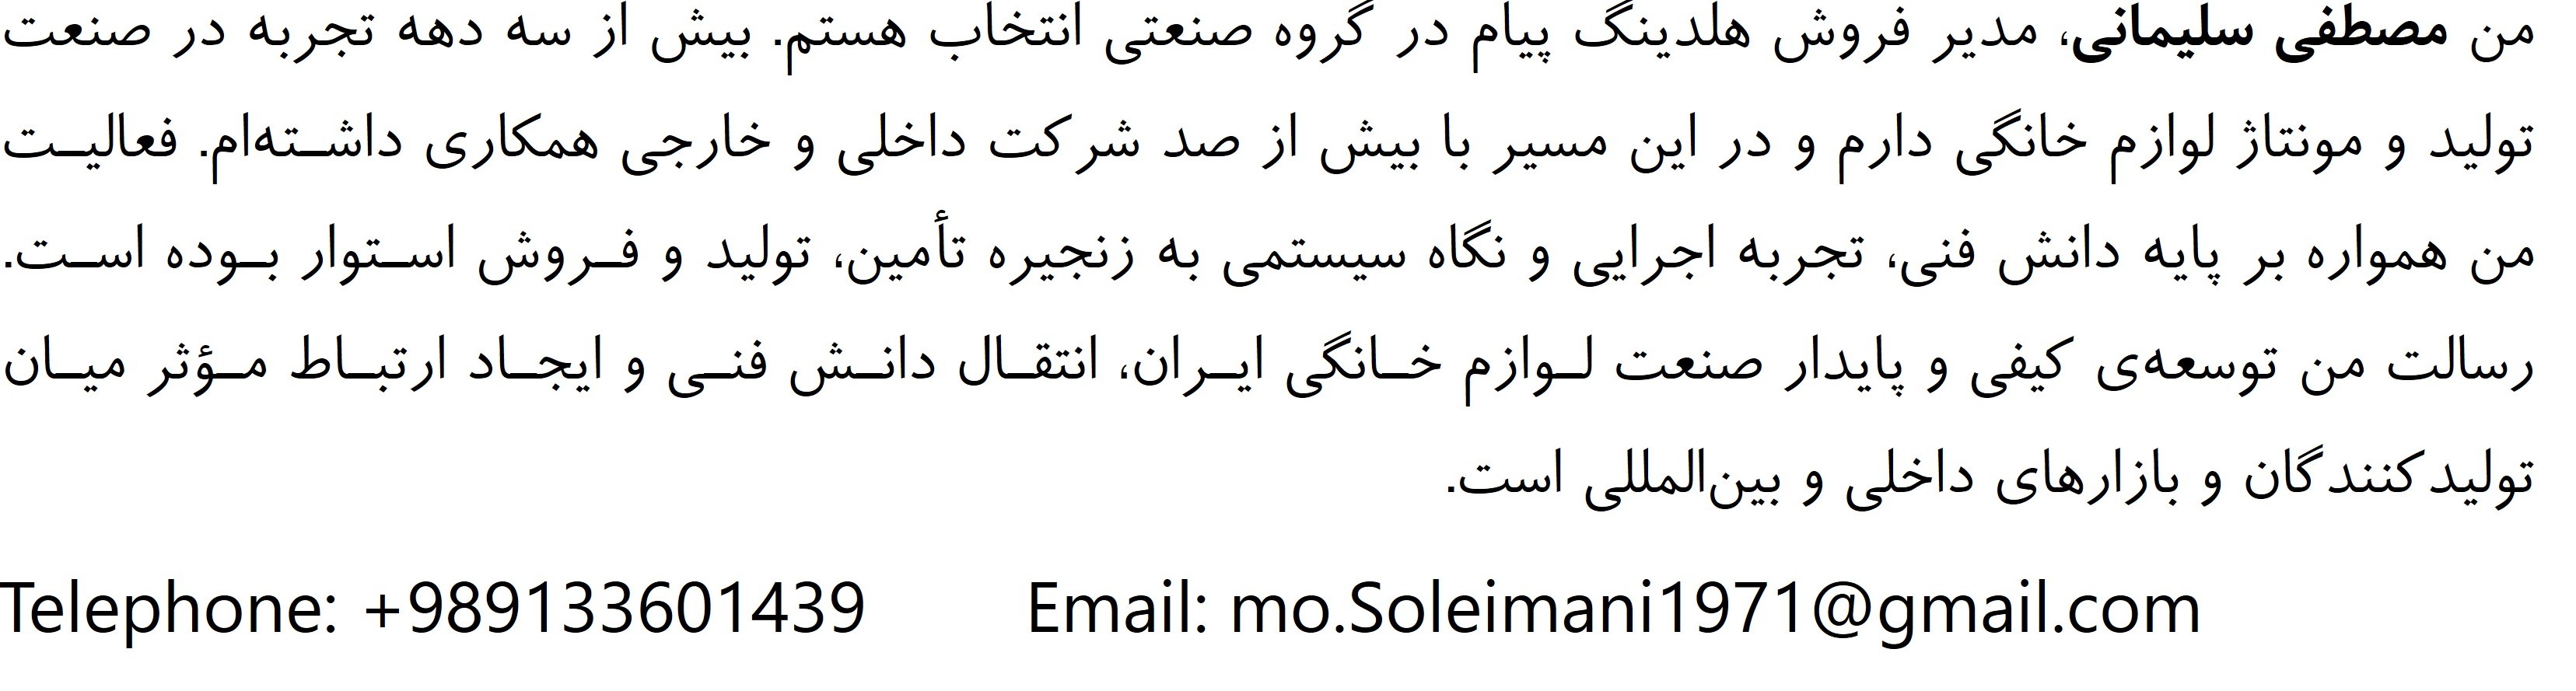 من مصطفی سلیمانی، مدیر فروش هلدینگ پیام در گروه صنعتی انتخاب هستم. بیش از سه دهه تجربه در صنعت
تولید و مونتاژ لوازم خانگی دارم و در این مسیر با بیش از صد شرکت داخلی و خارجی همکاری داشته‌ام. فعالیت
من همواره بر پایه دانش فنی، تجربه اجرایی و نگاه سیستمی به زنجیره تأمین، تولید و فروش استوار بوده است.
رسالت من توسعه‌ی کیفی و پایدار صنعت لوازم خانگی ایران، انتقال دانش فنی و ایجاد ارتباط مؤثر میان
تولیدکنندگان و بازارهای داخلی و بین‌المللی است.
Telephone: +989133601439 Email: mo.Soleimani1971@gmail.com